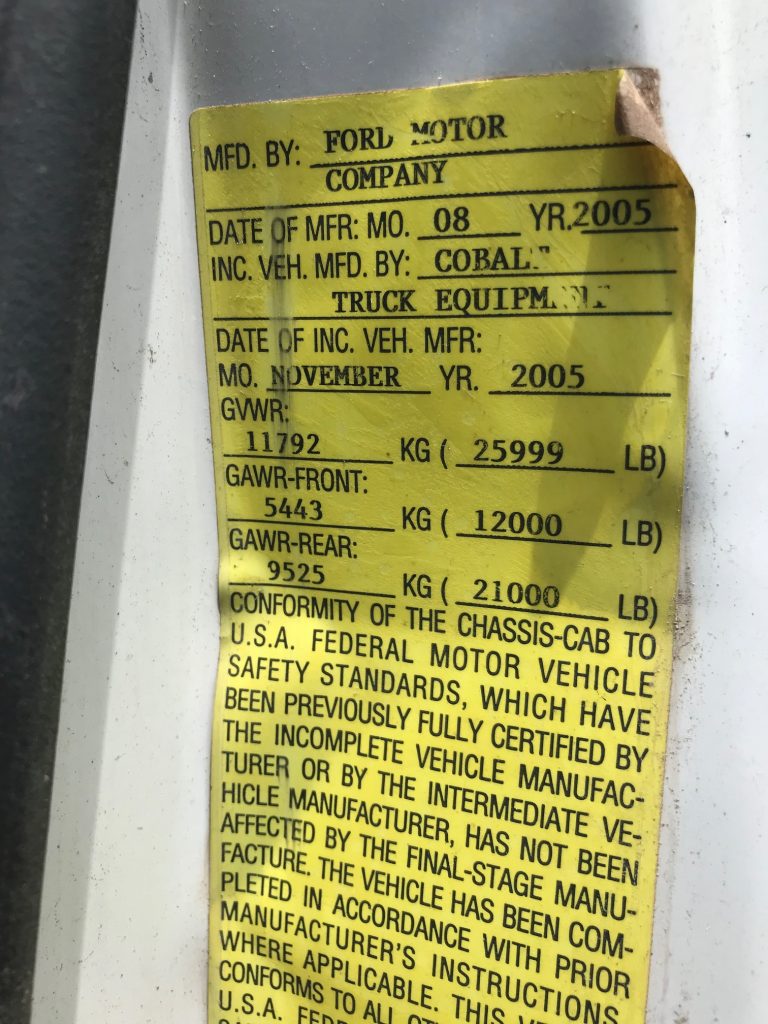 MFD. BY: FORD MOTOR
COMPANY
DATE OF MFR: MO. 08 YR. 2005
INC. VEH. MFD. BY: COBALT
TRUCK EQUIPMENT
DATE OF INC. VEH. MFR:
MO. NOVEMBER YR. 2005
GVWR:
11792 KG ( 25999 LB)
GAWR-FRONT:
5443 KG ( 12000 LB)
GAWR-REAR:
9525 KG ( 21000 LB)
CONFORMITY OF THE CHASSIS-CAB TO
U.S.A. FEDERAL MOTOR VEHICLE
SAFETY STANDARDS, WHICH HAVE
BEEN PREVIOUSLY FULLY CERTIFIED BY
THE INCOMPLETE VEHICLE MANUFAC-
TURER OR BY THE INTERMEDIATE VE-
HICLE MANUFACTURER, HAS NOT BEEN
AFFECTED BY THE FINAL-STAGE MANU-
FACTURE. THE VEHICLE HAS BEEN COM-
PLETED IN ACCORDANCE WITH PRIOR
MANUFACTURER'S INSTRUCTIONS
WHERE APPLICABLE. THIS
CONFORMS TO ALL
U.S.A.